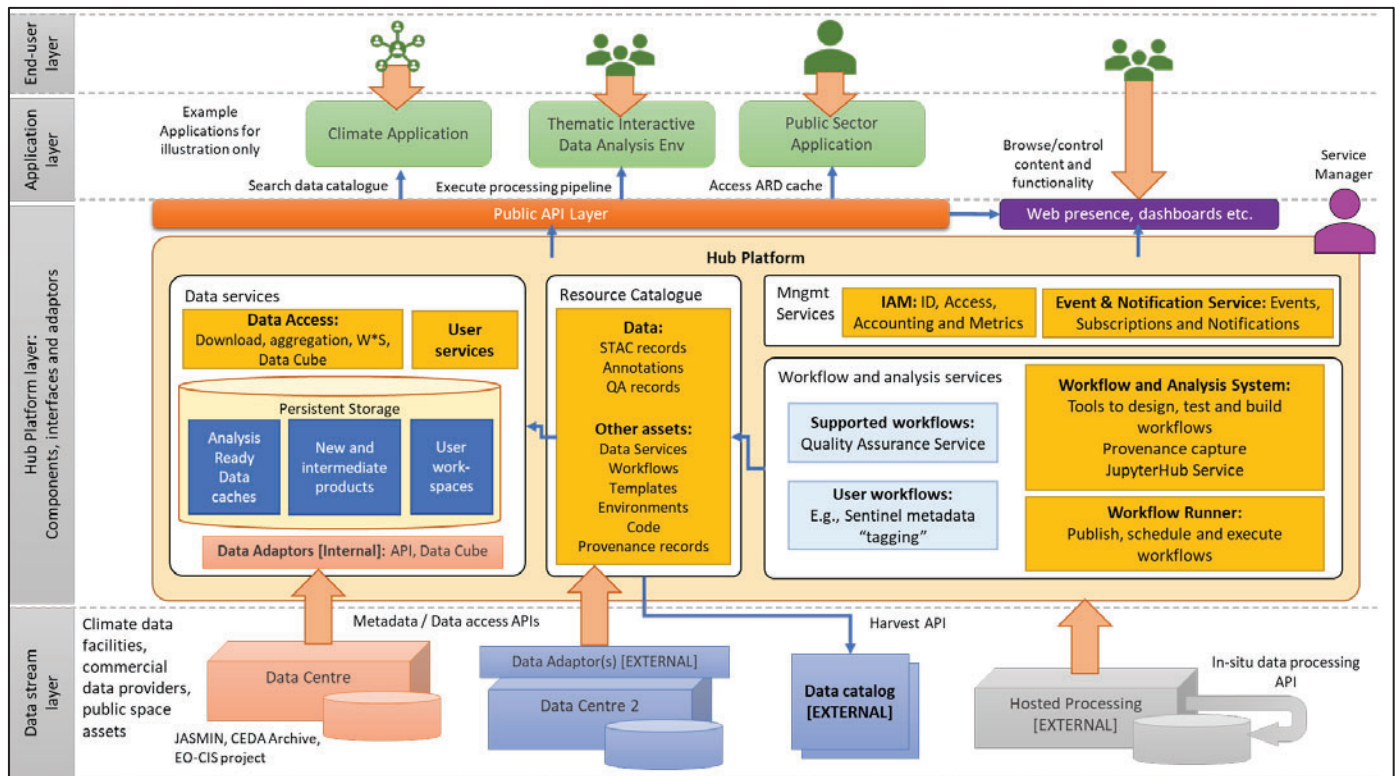 End-user
layer
Application
layer
Example
Applications for
illustration only
Climate Application
Thematic Interactive
Data Analysis Env
Public Sector
Application
Browse/control
content and
functionality
Service
Manager
Search data catalogue
Execute processing pipeline
Access ARD cache
Hub Platform layer:
Components, interfaces and adaptors
Public API Layer
Web presence, dashboards etc.
Hub Platform
Data services
Data Access:
Download, aggregation, W*S,
Data Cube
User
services
Persistent Storage
Analysis
Ready
Data
caches
New and
intermediate
products
User
work-
spaces
Data Adaptors [Internal]: API, Data Cube
Resource Catalogue
Data:
STAC records
Annotations
QA records
Other assets:
Data Services
Workflows
Templates
Environments
Code
Provenance records
Mngmt
Services
IAM: ID, Access,
Accounting and Metrics
Event & Notification Service: Events,
Subscriptions and Notifications
Workflow and analysis services
Supported workflows:
Quality Assurance Service
User workflows:
E.g., Sentinel metadata
“tagging”
Workflow and Analysis System:
Tools to design, test and build
workflows
Provenance capture
JupyterHub Service
Workflow Runner:
Publish, schedule and execute
workflows
Data stream
layer
Climate data
facilities,
commercial
data providers,
public space
assets
Metadata / Data access APIs
Harvest API
Data Centre
JASMIN, CEDA Archive,
EO-CIS project
Data Adaptor(s) [EXTERNAL]
Data Centre 2
Data catalog
[EXTERNAL]
Hosted Processing
[EXTERNAL]
In-situ data processing
API